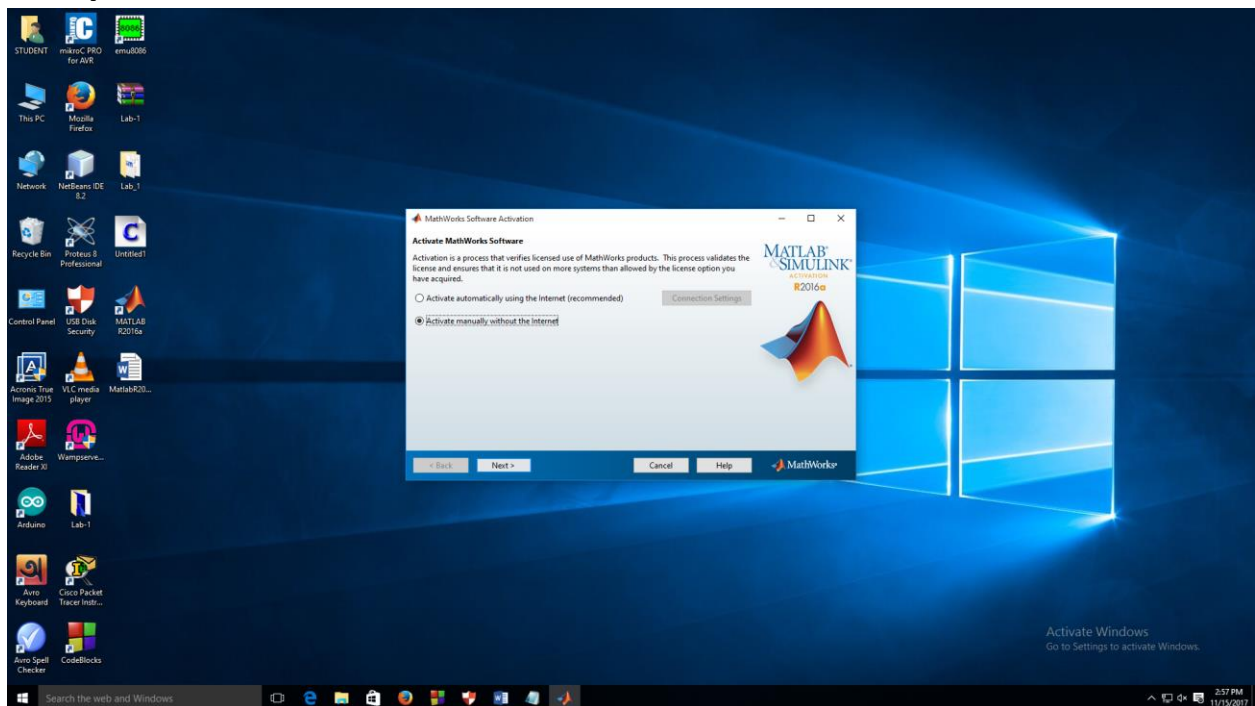 STUDENT
mikroC PRO
for AVR
emu8086
This PC
Mozilla
Firefox
Lab-1
Network
NetBeans IDE
8.2
Lab_1
Recycle Bin
Proteus 8
Professional
Untitled1
Control Panel
USB Disk
Security
MATLAB
R2016a
Acronis True
Image 2015
VLC media
player
MatlabR20...
Adobe
Reader XI
Wampserve...
Arduino
Lab-1
Avro
Keyboard
Cisco Packet
Tracer Instr...
Avro Spell
Checker
CodeBlocks
MathWorks Software Activation
Activate MathWorks Software
Activation is a process that verifies licensed use of MathWorks products. This process validates the
license and ensures that it is not used on more systems than allowed by the license option you
have acquired.
Activate automatically using the Internet (recommended)
Connection Settings
Activate manually without the Internet
MATLAB®
&SIMULINK®
ACTIVATION
R2016a
< Back
Next >
Cancel
Help
MathWorks®
Activate Windows
Go to Settings to activate Windows.
Search the web and Windows
2:57 PM
11/15/2017